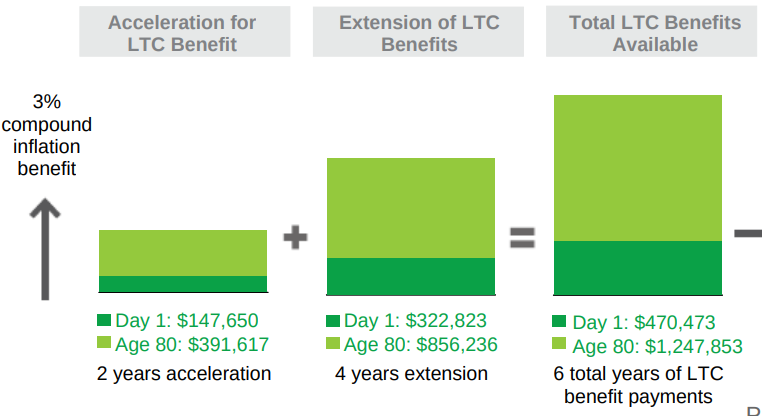 Acceleration for
LTC Benefit
Extension of LTC
Benefits
Total LTC Benefits
Available
3%
compound
inflation
benefit
+
=
Day 1: $147,650
Age 80: $391,617
2 years acceleration
Day 1: $322,823
Age 80: $856,236
4 years extension
Day 1: $470,473
Age 80: $1,247,853
6 total years of LTC
benefit payments